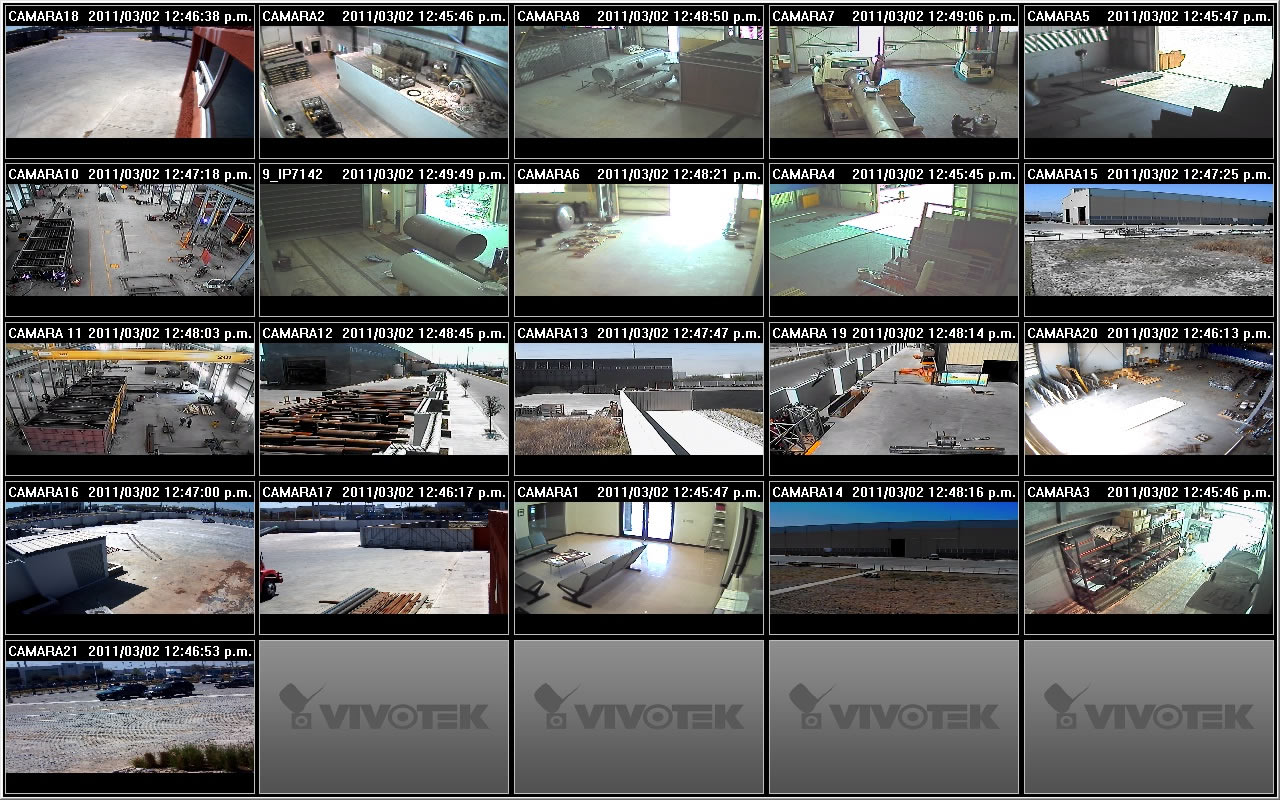 CAMARA18 2011/03/02 12:46:38 p.m.
CAMARA2 2011/03/02 12:45:46 p.m.
CAMARA8 2011/03/02 12:48:50 p.m.
CAMARA7 2011/03/02 12:49:06 p.m.
CAMARA5 2011/03/02 12:45:47 p.m.
CAMARA10 2011/03/02 12:47:18 p.m.
9_IP7142 2011/03/02 12:49:49 p.m.
CAMARA6 2011/03/02 12:48:21 p.m.
CAMARA4 2011/03/02 12:45:45 p.m.
CAMARA15 2011/03/02 12:47:25 p.m.
CAMARA 11 2011/03/02 12:48:03 p.m.
CAMARA12 2011/03/02 12:48:45 p.m.
CAMARA13 2011/03/02 12:47:47 p.m.
CAMARA 19 2011/03/02 12:48:14 p.m.
CAMARA20 2011/03/02 12:46:13 p.m.
CAMARA16 2011/03/02 12:47:00 p.m.
CAMARA17 2011/03/02 12:46:17 p.m.
CAMARA1 2011/03/02 12:45:47 p.m.
CAMARA14 2011/03/02 12:48:16 p.m.
CAMARA3 2011/03/02 12:45:46 p.m.
CAMARA21 2011/03/02 12:46:53 p.m.
VIVOTEK
VIVOTEK
VIVOTEK
VIVOTEK